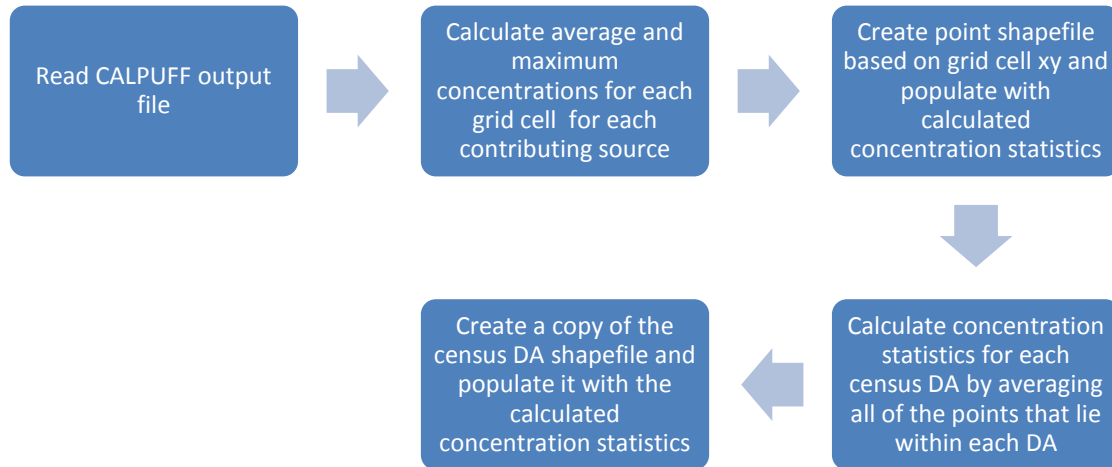 Read CALPUFF output
file
Calculate average and
maximum
concentrations for each
grid cell  for each
contributing source
Create point shapefile
based on grid cell xy and
populate with
calculated
concentration statistics
Calculate concentration
statistics for each
census DA by averaging
all of the points that lie
within each DA
Create a copy of the
census DA shapefile and
populate it with the
calculated
concentration statistics